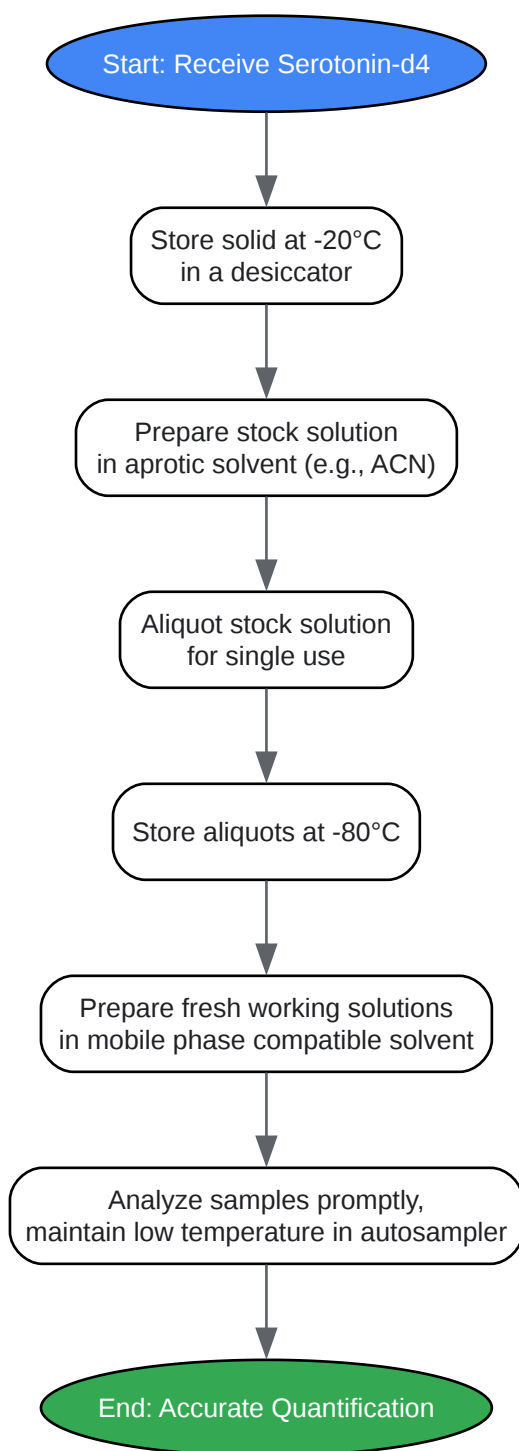 Start: Receive Serotonin-d4
Store solid at -20°C
in a desiccator
Prepare stock solution
in aprotic solvent (e.g., ACN)
Aliquot stock solution
for single use
Store aliquots at -80°C
Prepare fresh working solutions
in mobile phase compatible solvent
Analyze samples promptly,
maintain low temperature in autosampler
End: Accurate Quantification